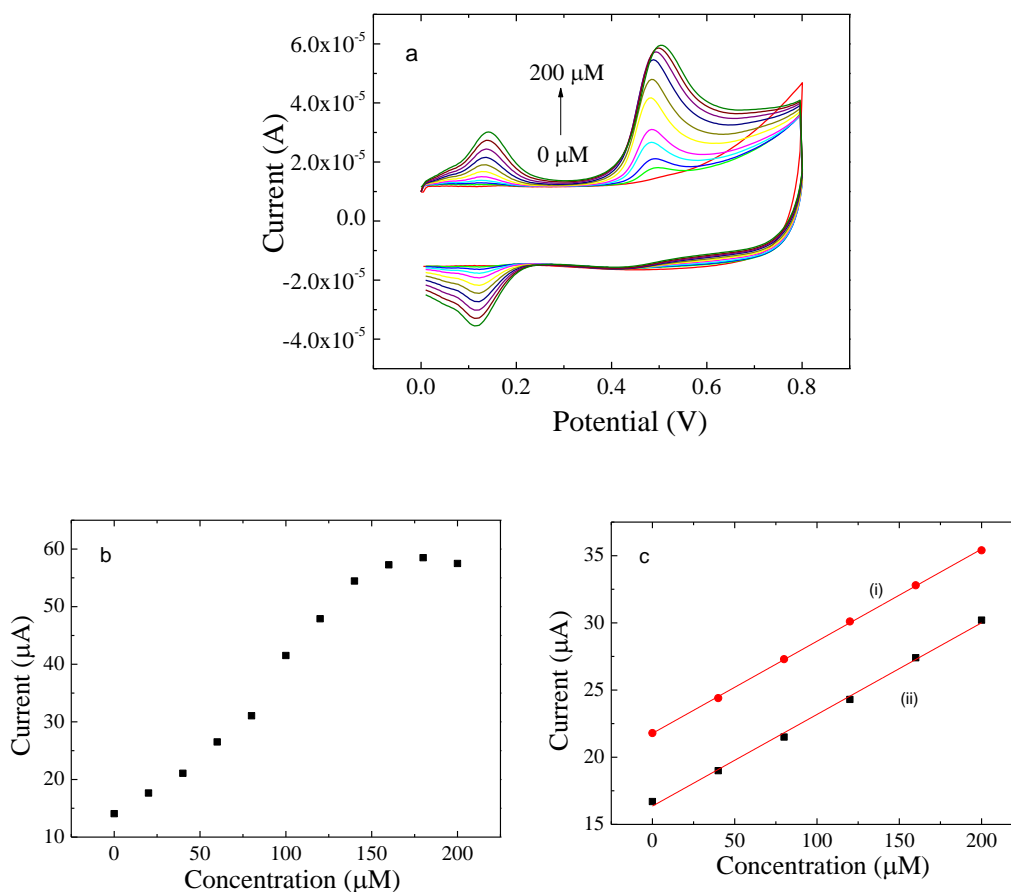 a
6.0x10⁻⁵
4.0x10⁻⁵
2.0x10⁻⁵
0.0
-2.0x10⁻⁵
-4.0x10⁻⁵
Current (A)
200 μM
0 μM
0.0 0.2 0.4 0.6 0.8
Potential (V)
b
60
50
40
30
20
10
Current (μA)
0 50 100 150 200
Concentration (μM)
c
35
30
25
20
15
Current (μA)
(i)
(ii)
0 50 100 150 200
Concentration (μM)